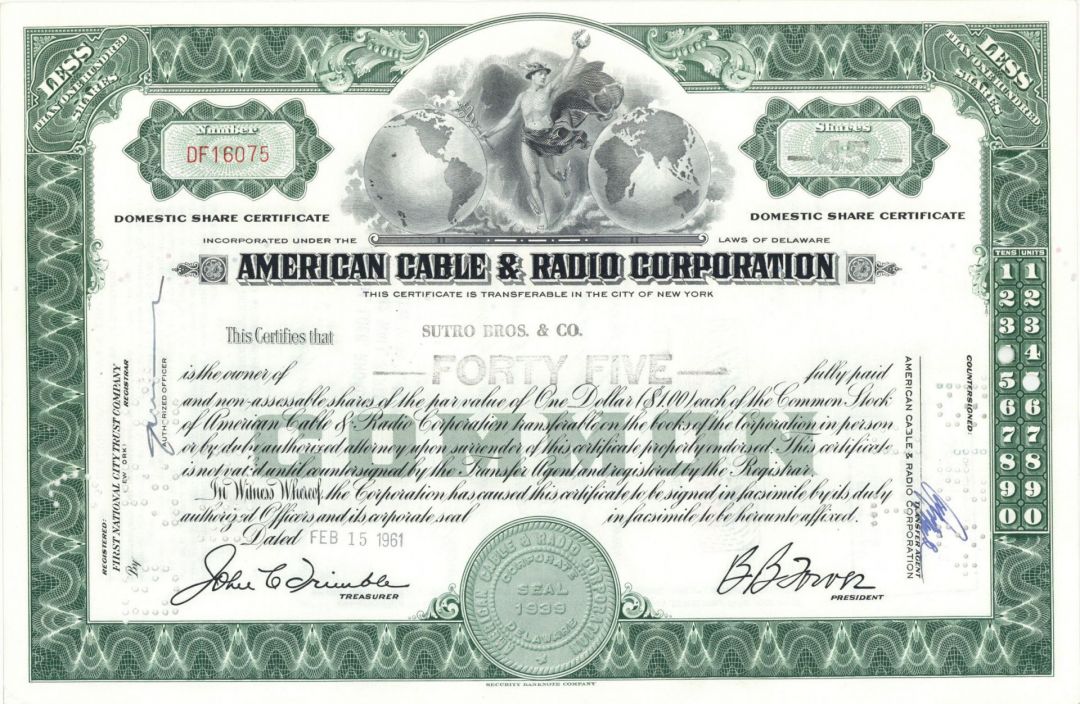 LESS
THAN ONE HUNDRED
SHARES
LESS
THAN ONE HUNDRED
SHARES
Number
DF16075
Shares
45
DOMESTIC SHARE CERTIFICATE
DOMESTIC SHARE CERTIFICATE
INCORPORATED UNDER THE
LAWS OF DELAWARE
AMERICAN CABLE & RADIO CORPORATION
THIS CERTIFICATE IS TRANSFERABLE IN THE CITY OF NEW YORK
This Certifies that
SUTRO BROS. & CO.
is the owner of
FORTY FIVE
fully paid
and non-assessable shares of the par value of One Dollar ($1.00) each of the Common Stock
of American Cable & Radio Corporation transferable on the books of the Corporation in person
or by duly authorized attorney upon surrender of this certificate properly endorsed. This certificate
is not valid until countersigned by the Transfer Agent and registered by the Registrar.
COMMON
In Witness Whereof, the Corporation has caused this certificate to be signed in facsimile by its duly
authorized Officers and its corporate seal in facsimile to be hereunto affixed.
Dated FEB 15 1961
John C Trimble
TREASURER
AMERICAN CABLE & RADIO CORPORATION
CORPORATE
SEAL
1939
DELAWARE
PRESIDENT
REGISTERED:
FIRST NATIONAL CITY TRUST COMPANY
REGISTRAR
By
AUTHORIZED OFFICER
COUNTERSIGNED:
AMERICAN CABLE & RADIO CORPORATION
TRANSFER AGENT
TENS UNITS
1 1
2 2
3 3
4
5
6 6
7 7
8 8
9 9
0 0
SECURITY BANKNOTE COMPANY